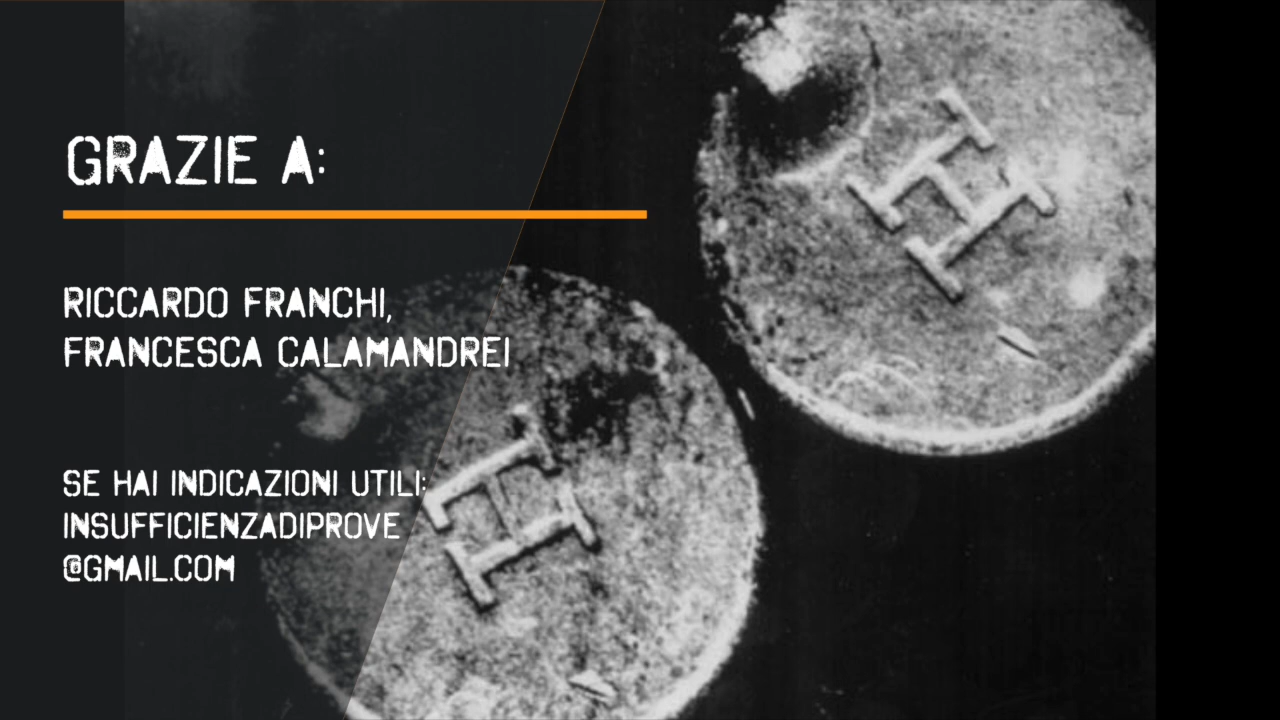 GRAZIE A:
RICCARDO FRANCHI,
FRANCESCA CALAMANDREI
SE HAI INDICAZIONI UTILI:
INSUFFICIENZADIPROVE
@GMAIL.COM
H
H